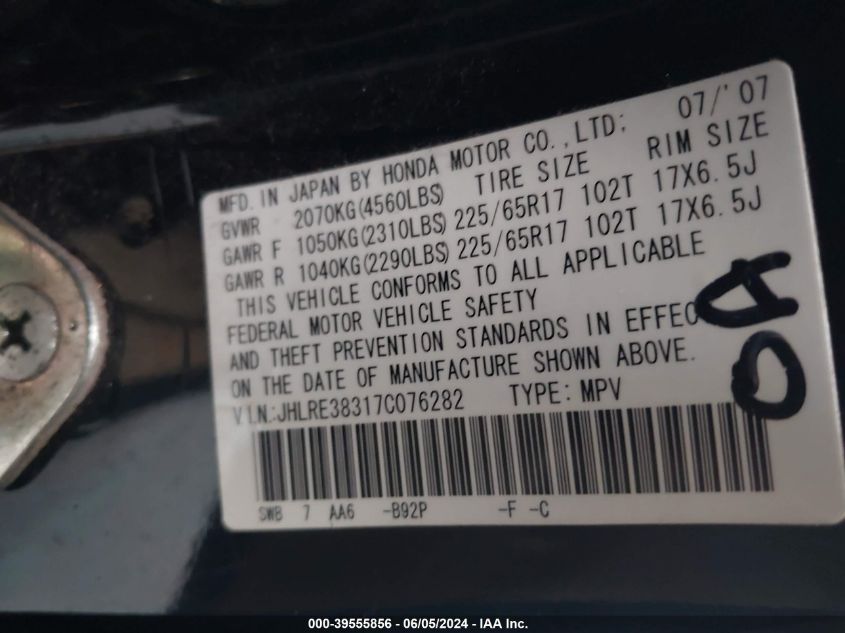 MFD. IN JAPAN BY HONDA MOTOR CO., LTD: 07/'07
GVWR 2070KG(4560LBS) TIRE SIZE RIM SIZE
GAWR F 1050KG(2310LBS) 225/65R17 102T 17X6.5J
GAWR R 1040KG(2290LBS) 225/65R17 102T 17X6.5J
THIS VEHICLE CONFORMS TO ALL APPLICABLE
FEDERAL MOTOR VEHICLE SAFETY
AND THEFT PREVENTION STANDARDS IN EFFEC
ON THE DATE OF MANUFACTURE SHOWN ABOVE.
V.I.N.:JHLRE38317C076282 TYPE: MPV
SWB 7 AA6 -B92P -F -C
000-39555856 - 06/05/2024 - IAA Inc.